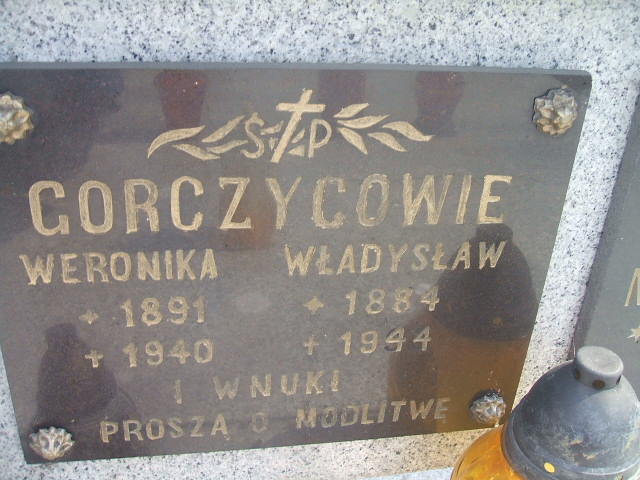 Ś P
GORCZYCOWIE
WERONIKA WŁADYSŁAW
* 1891 * 1884
+ 1940 + 1944
I WNUKI
PROSZĄ O MODLITWĘ